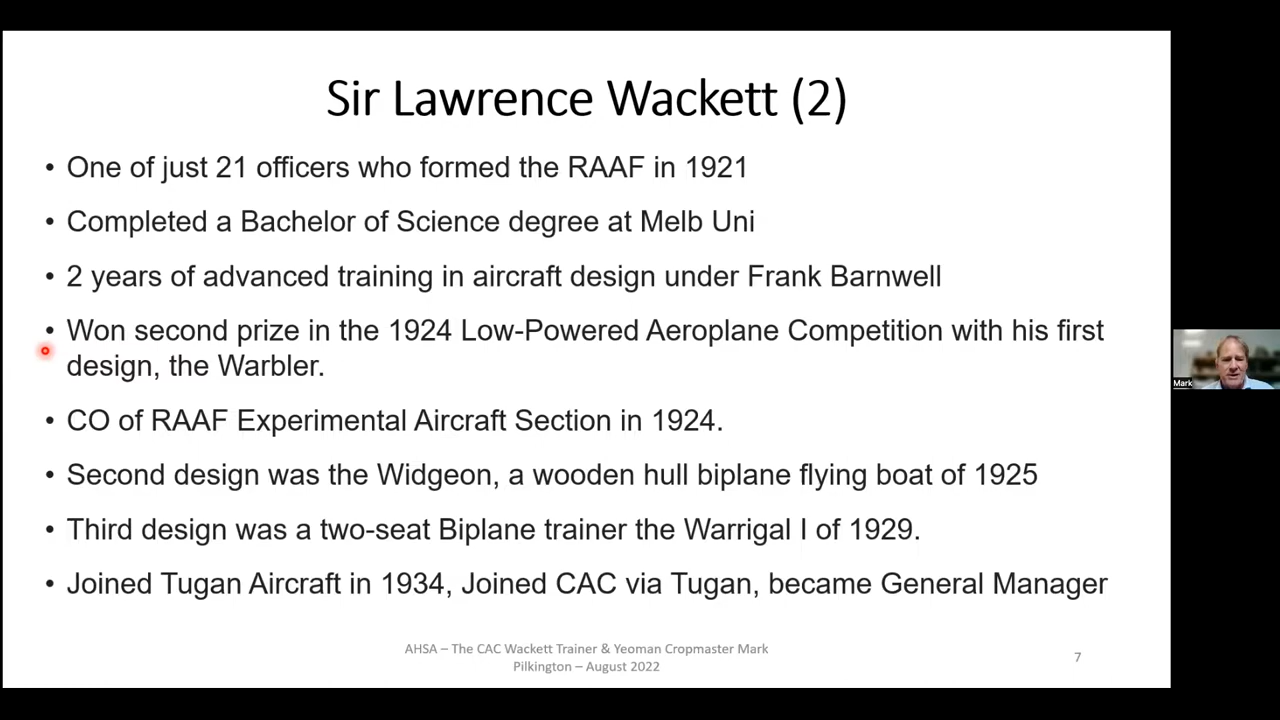 Sir Lawrence Wackett (2)
• One of just 21 officers who formed the RAAF in 1921
• Completed a Bachelor of Science degree at Melb Uni
• 2 years of advanced training in aircraft design under Frank Barnwell
• Won second prize in the 1924 Low-Powered Aeroplane Competition with his first
design, the Warbler.
• CO of RAAF Experimental Aircraft Section in 1924.
• Second design was the Widgeon, a wooden hull biplane flying boat of 1925
• Third design was a two-seat Biplane trainer the Warrigal I of 1929.
• Joined Tugan Aircraft in 1934, Joined CAC via Tugan, became General Manager
AHSA – The CAC Wackett Trainer & Yeoman Cropmaster Mark
Pilkington – August 2022
7
Mark